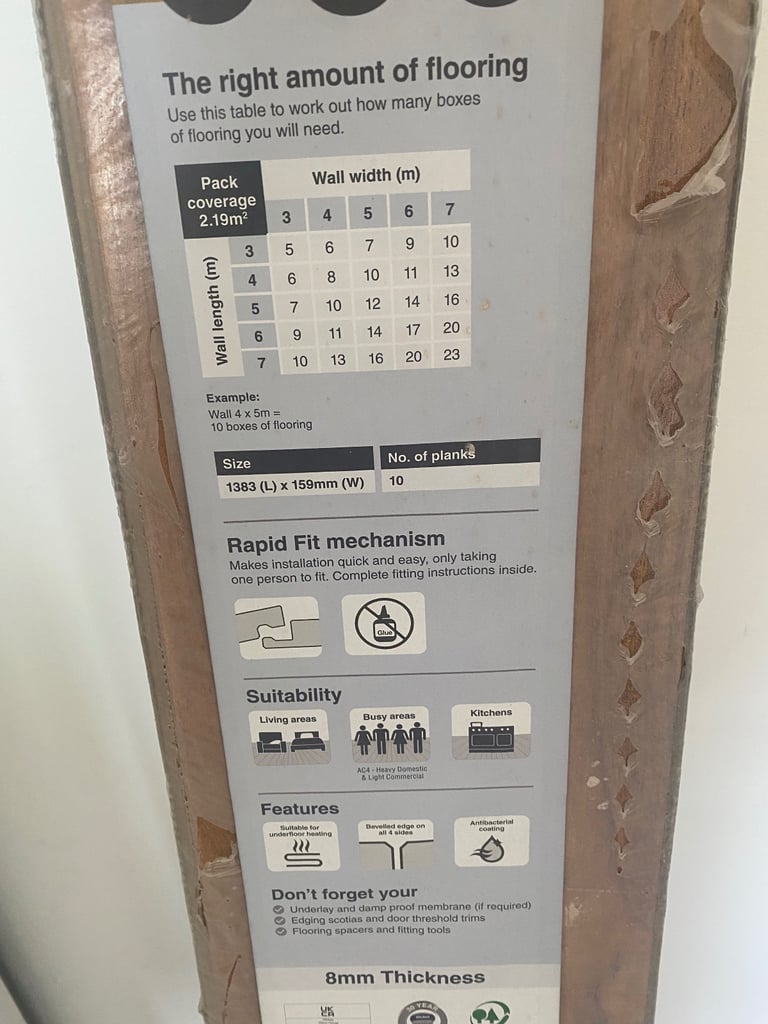 The right amount of flooring
Use this table to work out how many boxes
of flooring you will need.
Pack
coverage
2.19m²
Wall width (m)
3 4 5 6 7
Wall length (m)
3 5 6 7 9 10
4 6 8 10 11 13
5 7 10 12 14 16
6 9 11 14 17 20
7 10 13 16 20 23
Example:
Wall 4 x 5m =
10 boxes of flooring
Size No. of planks
1383 (L) x 159mm (W) 10
Rapid Fit mechanism
Makes installation quick and easy, only taking
one person to fit. Complete fitting instructions inside.
Glue
Suitability
Living areas
Busy areas
Kitchens
AC4 - Heavy Domestic
& Light Commercial
Features
Suitable for
underfloor heating
Bevelled edge on
all 4 sides
Antibacterial
coating
Don't forget your
Underlay and damp proof membrane (if required)
Edging scotias and door threshold trims
Flooring spacers and fitting tools
8mm Thickness
UK
CA
YEAR